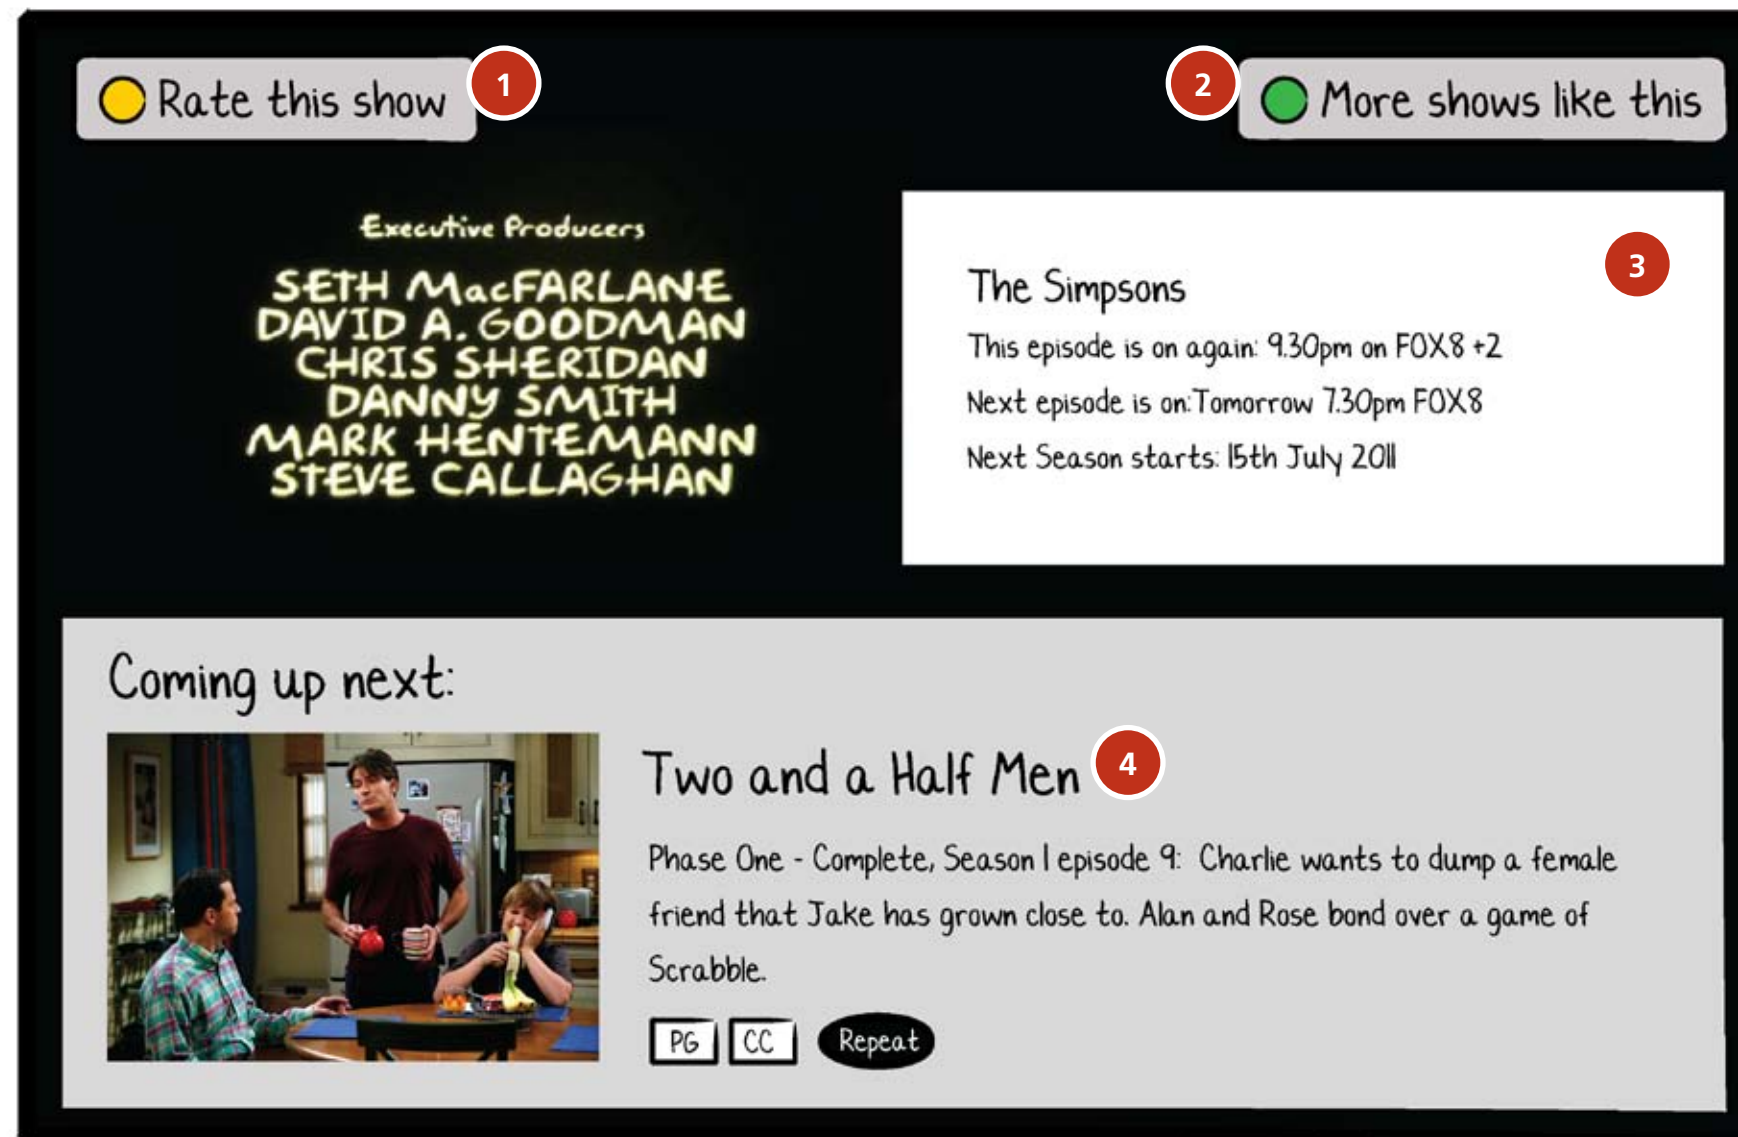 Rate this show
1
2
More shows like this
Executive Producers
SETH MacFARLANE
DAVID A. GOODMAN
CHRIS SHERIDAN
DANNY SMITH
MARK HENTEMANN
STEVE CALLAGHAN
3
The Simpsons
This episode is on again: 9.30pm on FOX8 +2
Next episode is on:Tomorrow 7.30pm FOX8
Next Season starts: 15th July 2011
Coming up next:
Two and a Half Men
4
Phase One - Complete, Season 1 episode 9: Charlie wants to dump a female
friend that Jake has grown close to. Alan and Rose bond over a game of
Scrabble.
PG CC Repeat